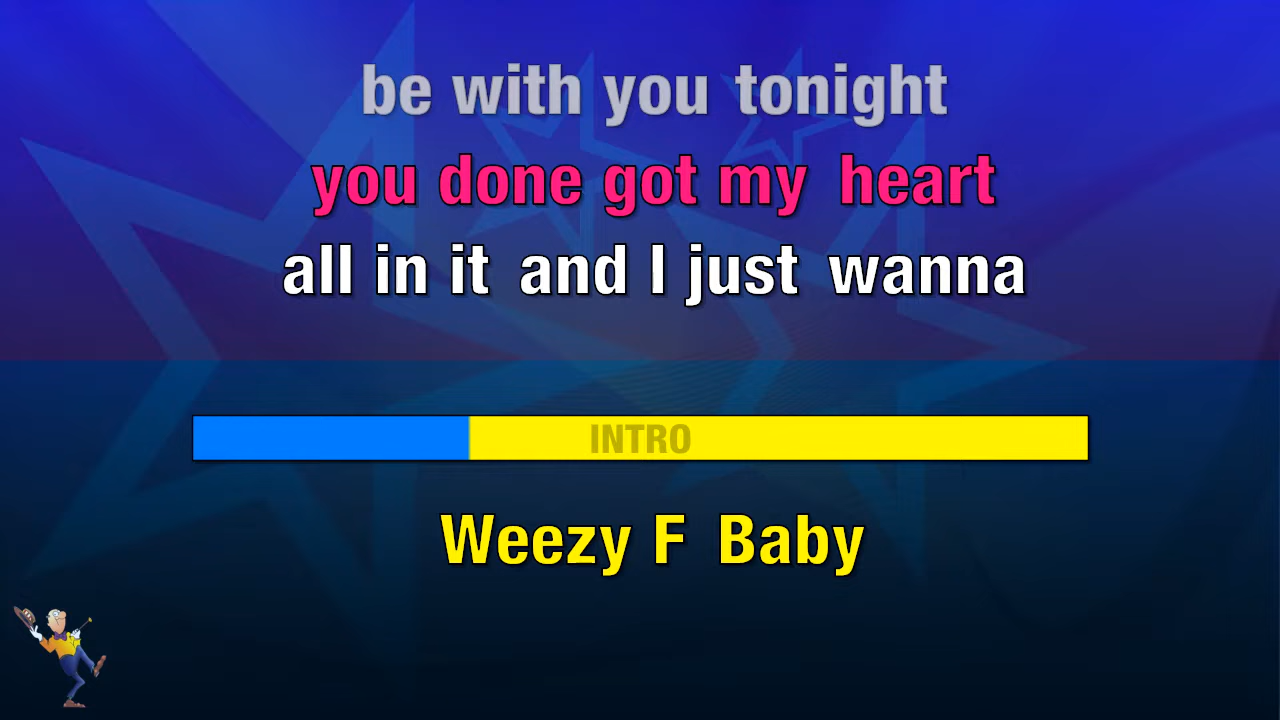 be with you tonight
you done got my heart
all in it and I just wanna
INTRO
Weezy F Baby